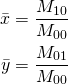 x̄ = M₁₀ / M₀₀
ȳ = M₀₁ / M₀₀